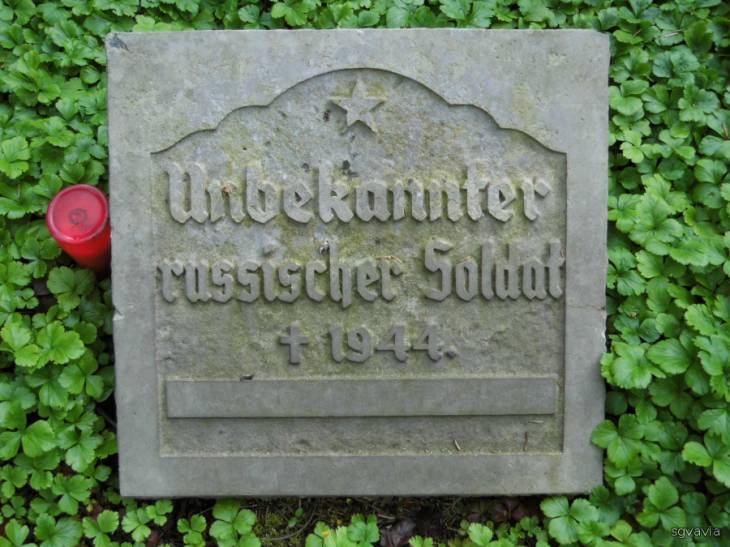 Unbekannter
russischer Soldat
† 1944.
sgvavia